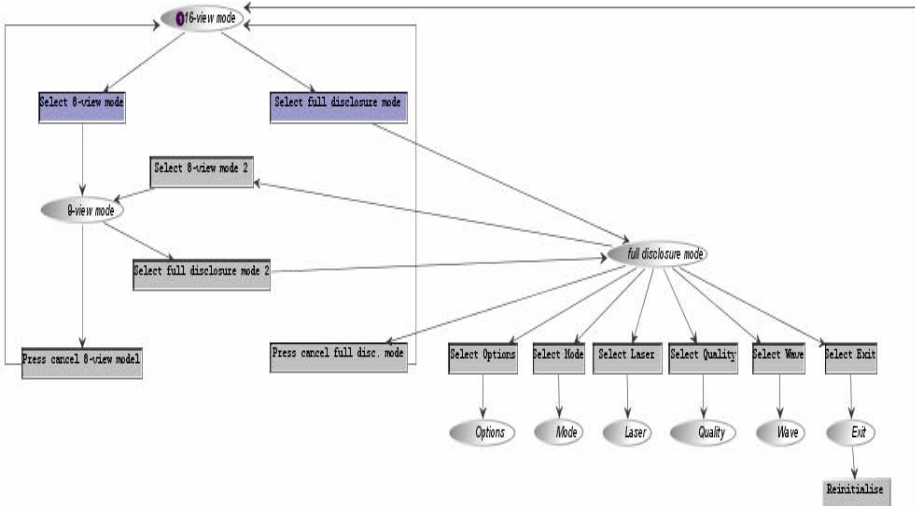 16-view mode
Select 8-view mode
Select full disclosure mode
Select 8-view mode 2
8-view mode
full disclosure mode
Select full disclosure mode 2
Press cancel 8-view model
Press cancel full disc. mode
Select Options
Select Mode
Select Laser
Select Quality
Select Wave
Select Exit
Options
Mode
Laser
Quality
Wave
Exit
Reinitialise